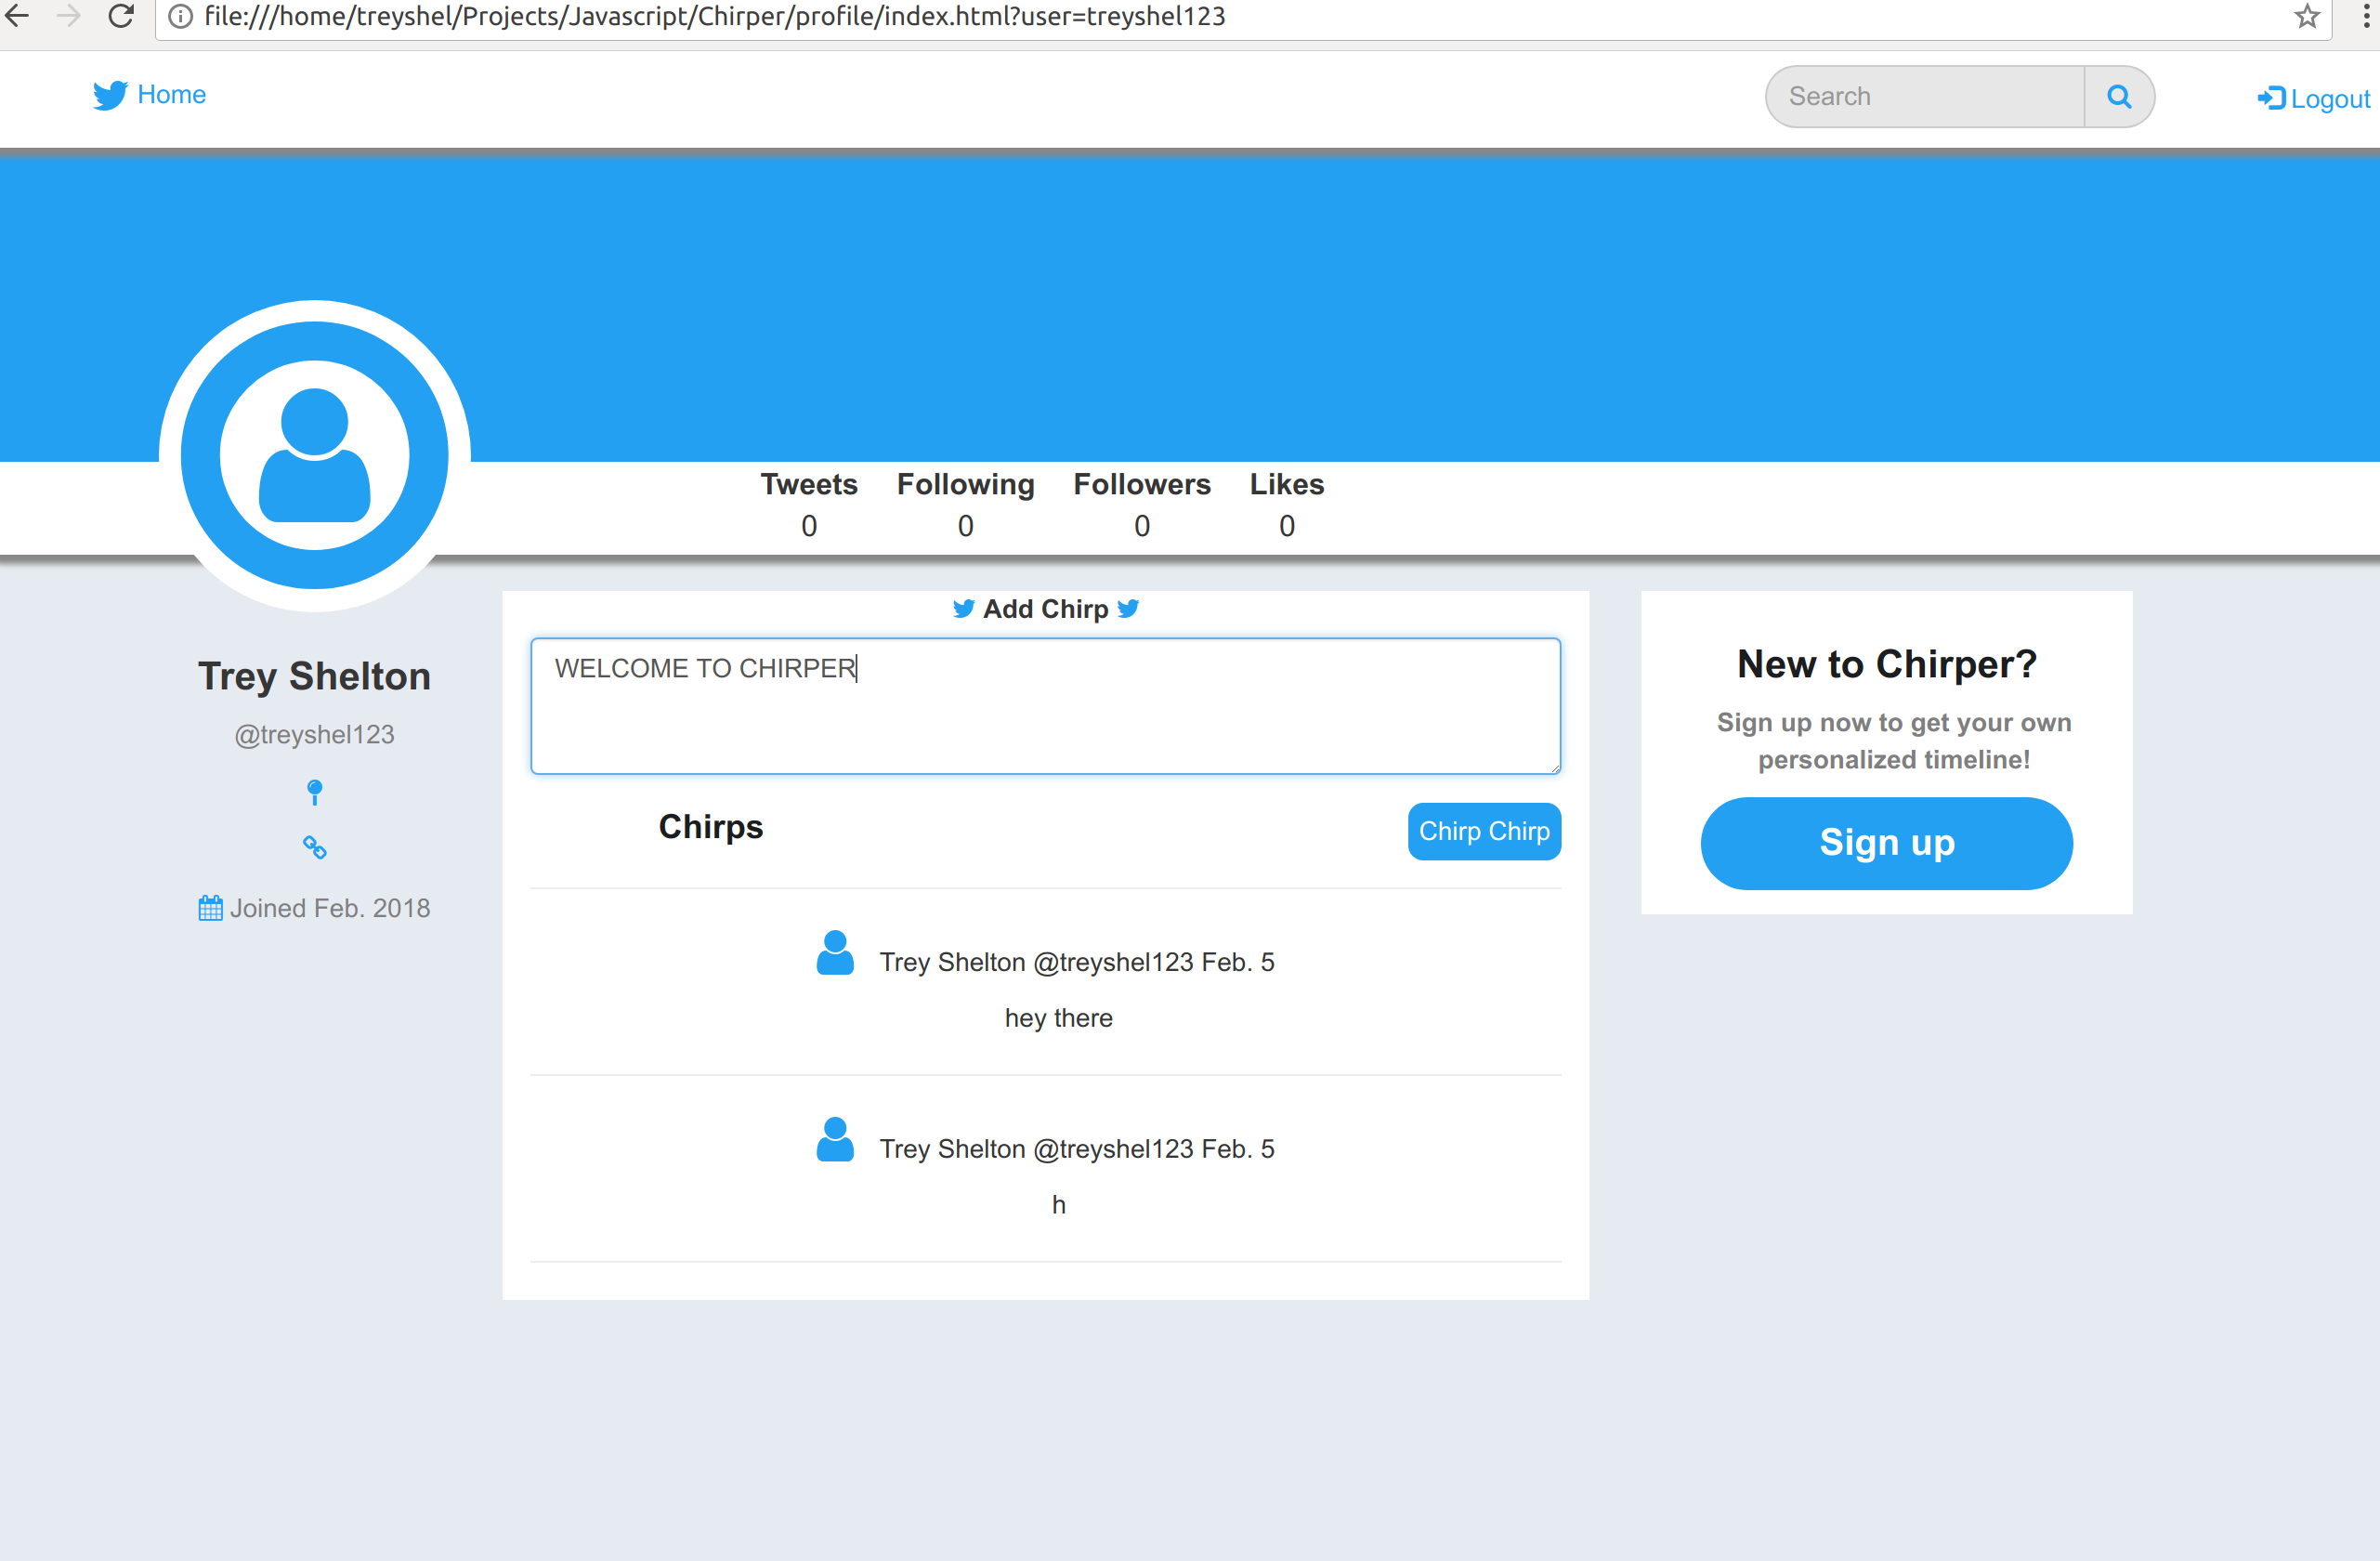 file:///home/treyshel/Projects/Javascript/Chirper/profile/index.html?user=treyshel123
Home
Search
Logout
Tweets Following Followers Likes
0 0 0 0
Trey Shelton
@treyshel123
Joined Feb. 2018
Add Chirp
WELCOME TO CHIRPER
Chirps
Chirp Chirp
Trey Shelton @treyshel123 Feb. 5
hey there
Trey Shelton @treyshel123 Feb. 5
h
New to Chirper?
Sign up now to get your own
personalized timeline!
Sign up